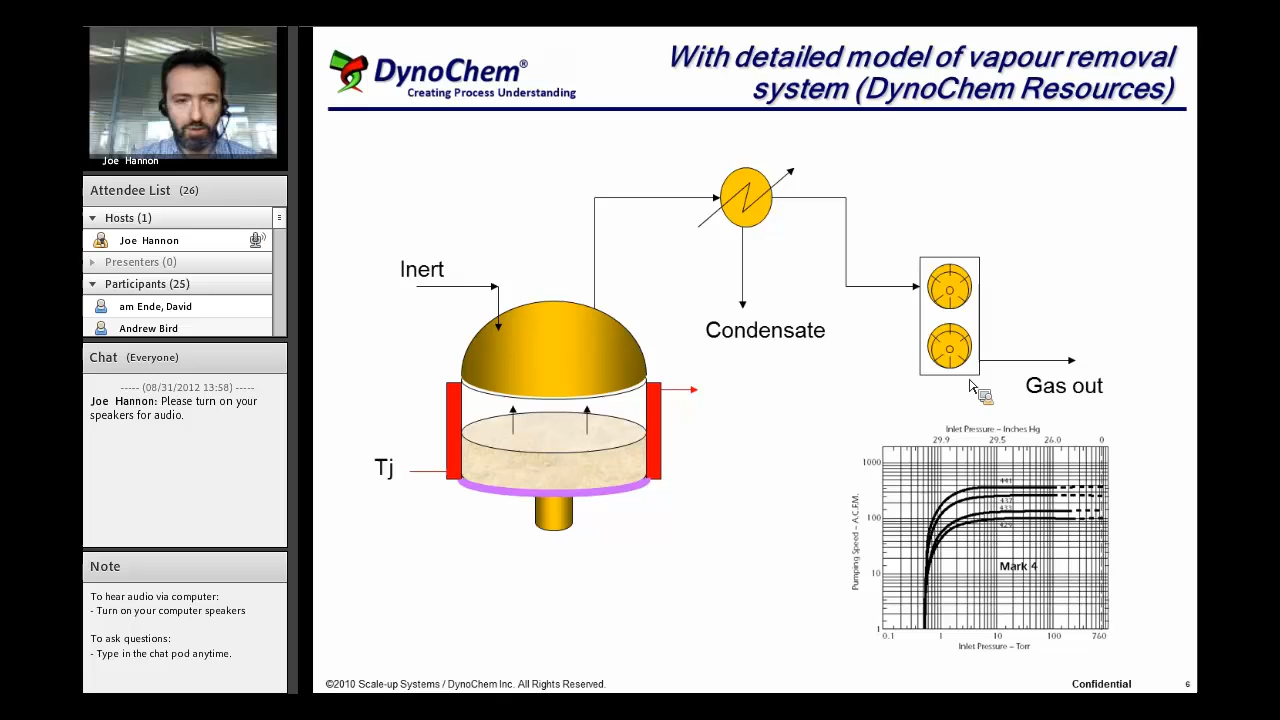 Joe Hannon
Attendee List (26)
Hosts (1)
Joe Hannon
Presenters (0)
Participants (25)
am Ende, David
Andrew Bird
Chat (Everyone)
----- (08/31/2012 13:58) -----
Joe Hannon: Please turn on your
speakers for audio.
Note
To hear audio via computer:
- Turn on your computer speakers
To ask questions:
- Type in the chat pod anytime.
DynoChem®
Creating Process Understanding
With detailed model of vapour removal
system (DynoChem Resources)
Inert
Condensate
Gas out
Tj
Inlet Pressure – Inches Hg
29.9 29.5 26.0 0
1000
100
10
1
Pumping Speed – A.C.F.M.
441
437
433
429
Mark 4
0.1 1 10 100 760
Inlet Pressure – Torr
©2010 Scale-up Systems / DynoChem Inc. All Rights Reserved.
Confidential
6